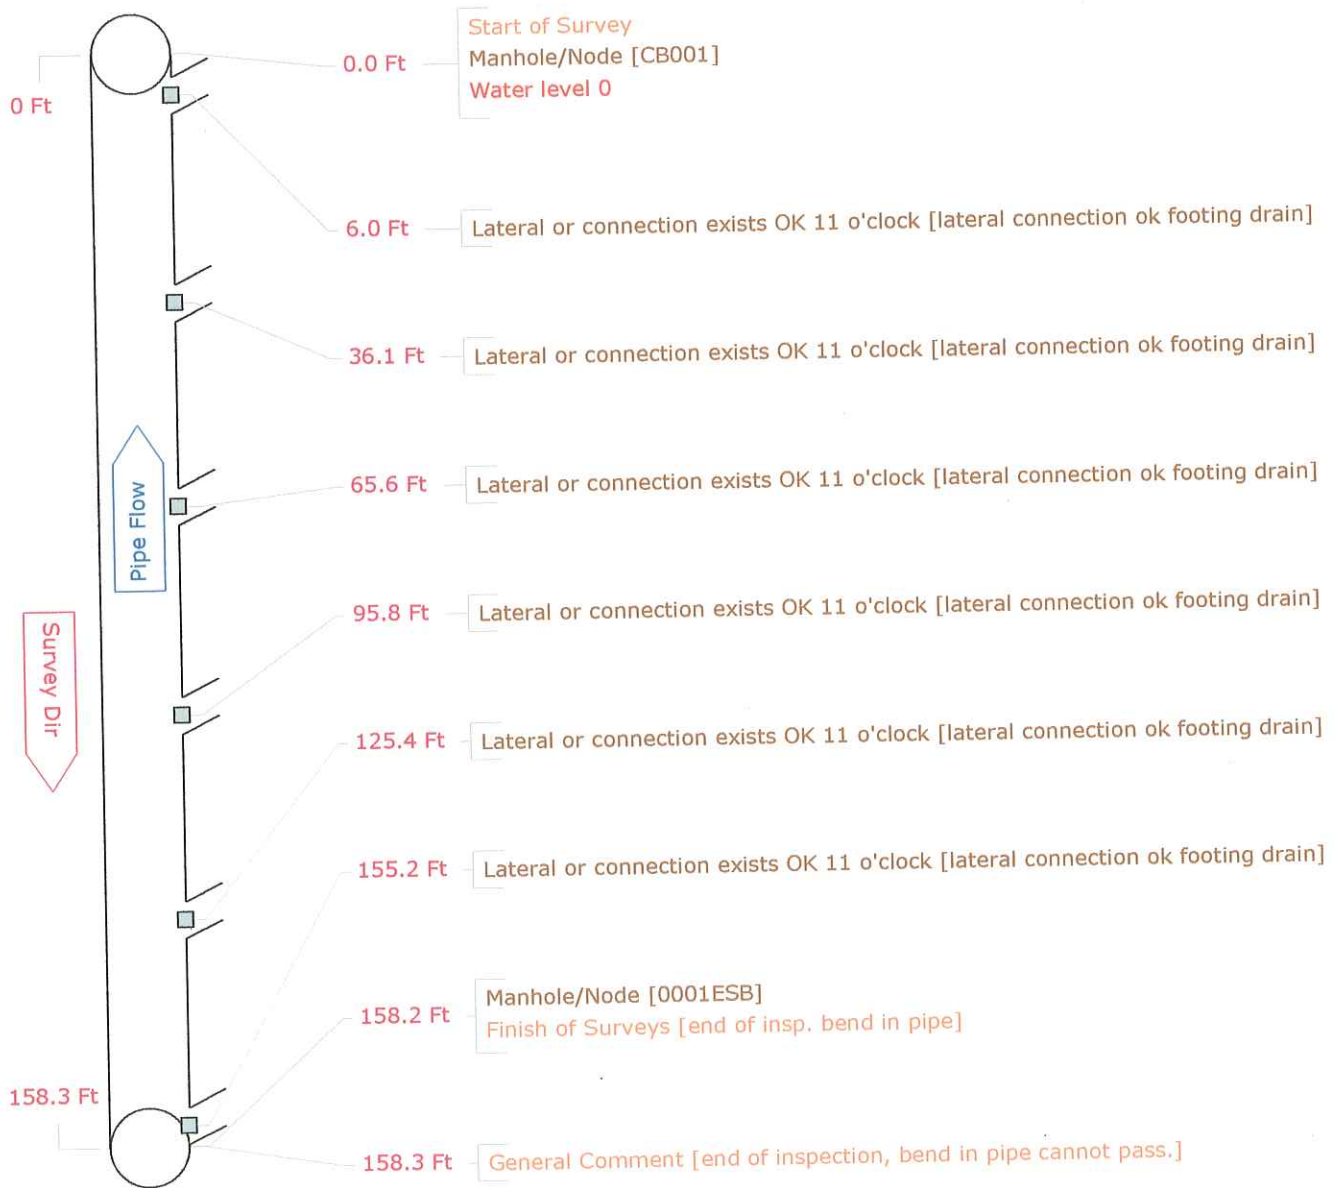 Start of Survey
0.0 Ft
Manhole/Node [CB001]
Water level 0
0 Ft
6.0 Ft
Lateral or connection exists OK 11 o'clock [lateral connection ok footing drain]
36.1 Ft
Lateral or connection exists OK 11 o'clock [lateral connection ok footing drain]
65.6 Ft
Lateral or connection exists OK 11 o'clock [lateral connection ok footing drain]
Pipe Flow
95.8 Ft
Lateral or connection exists OK 11 o'clock [lateral connection ok footing drain]
Survey Dir
125.4 Ft
Lateral or connection exists OK 11 o'clock [lateral connection ok footing drain]
155.2 Ft
Lateral or connection exists OK 11 o'clock [lateral connection ok footing drain]
158.2 Ft
Manhole/Node [0001ESB]
Finish of Surveys [end of insp. bend in pipe]
158.3 Ft
158.3 Ft
General Comment [end of inspection, bend in pipe cannot pass.]